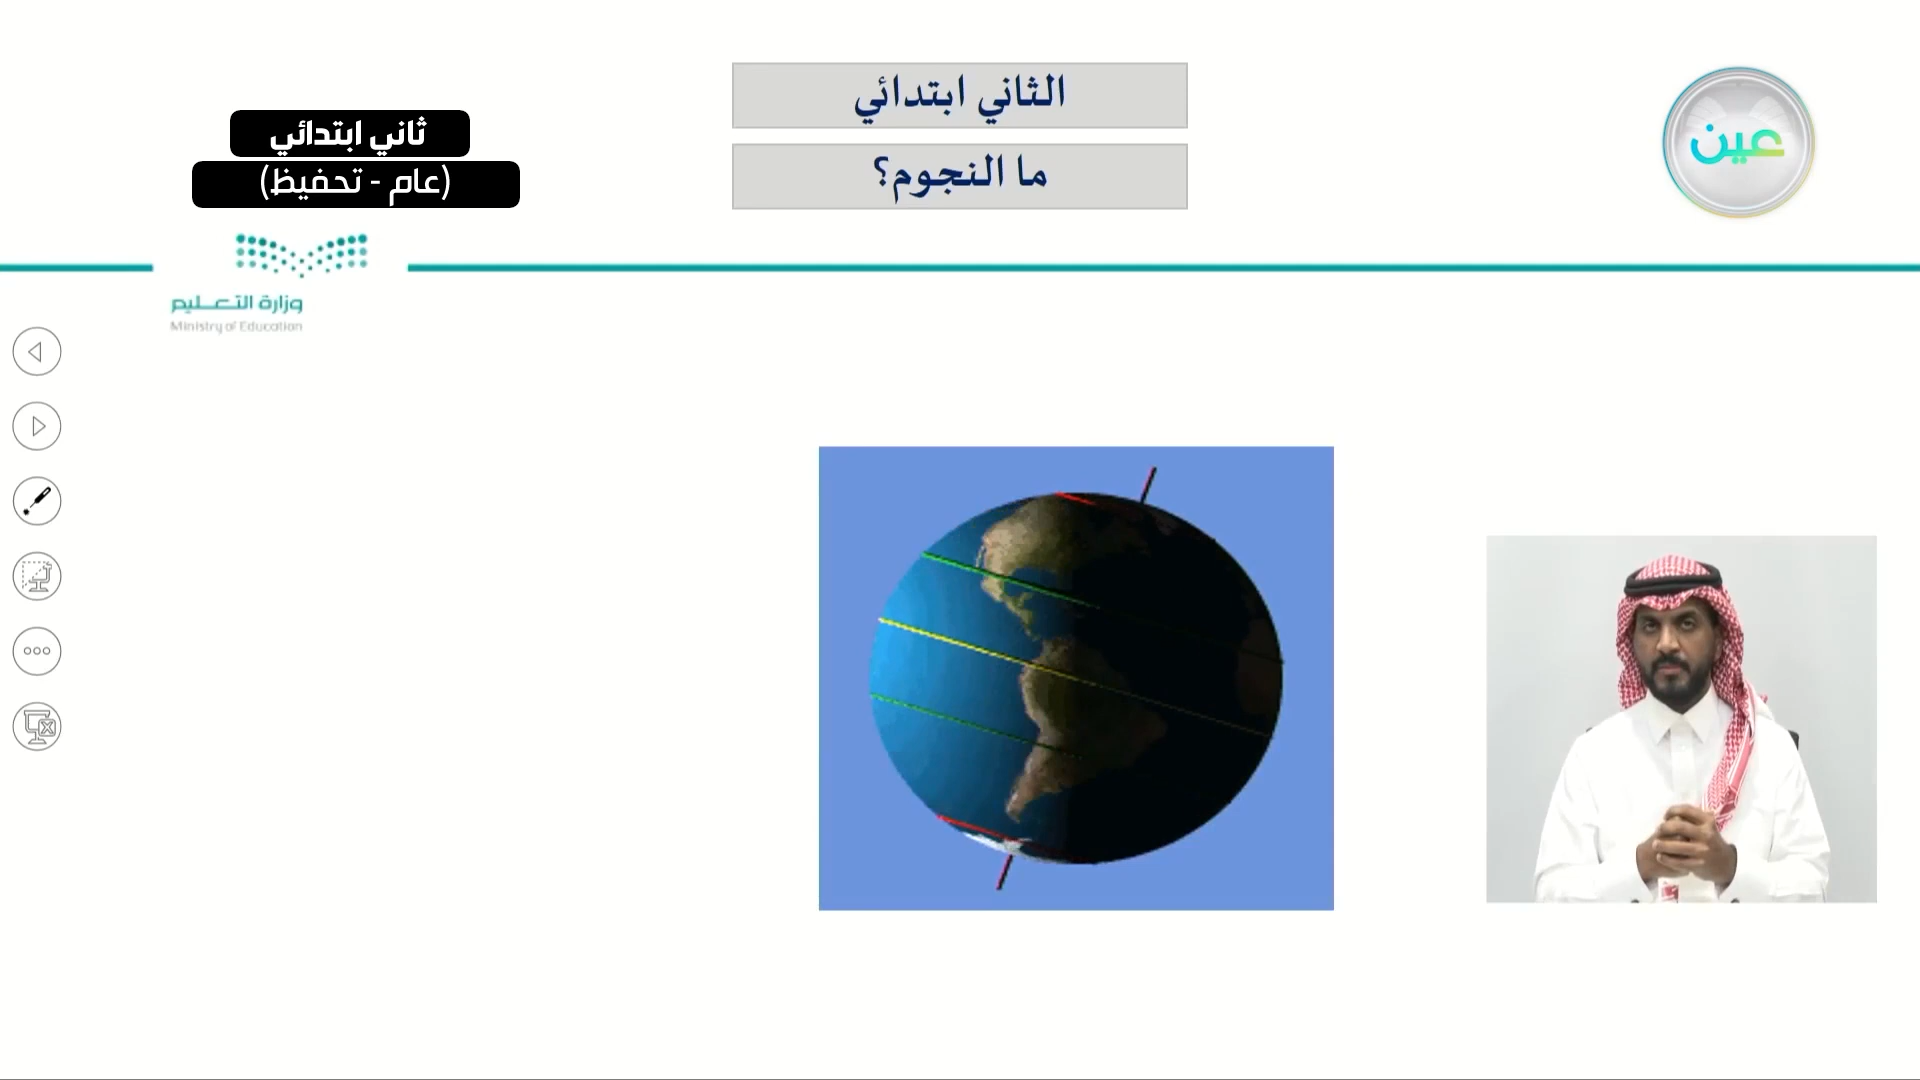 الثاني ابتدائي
ما النجوم؟
عين
ثاني ابتدائي
(عام - تحفيظ)
وزارة التعليم
Ministry of Education